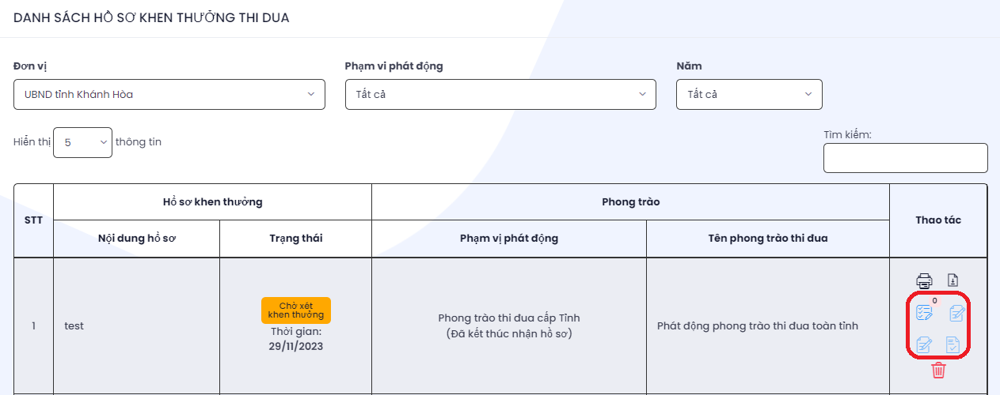 DANH SÁCH HỒ SƠ KHEN THƯỞNG THI DUA
Đơn vị
Phạm vi phát động
Năm
UBND tỉnh Khánh Hòa
Tất cả
Tất cả
Hiển thị 5 thông tin
Tìm kiếm:
STT
Hồ sơ khen thưởng
Phong trào
Thao tác
Nội dung hồ sơ
Trạng thái
Phạm vị phát động
Tên phong trào thi đua
1
test
Chờ xét
khen thưởng
Thời gian:
29/11/2023
Phong trào thi đua cấp Tỉnh
(Đã kết thúc nhận hồ sơ)
Phát động phong trào thi đua toàn tỉnh
0